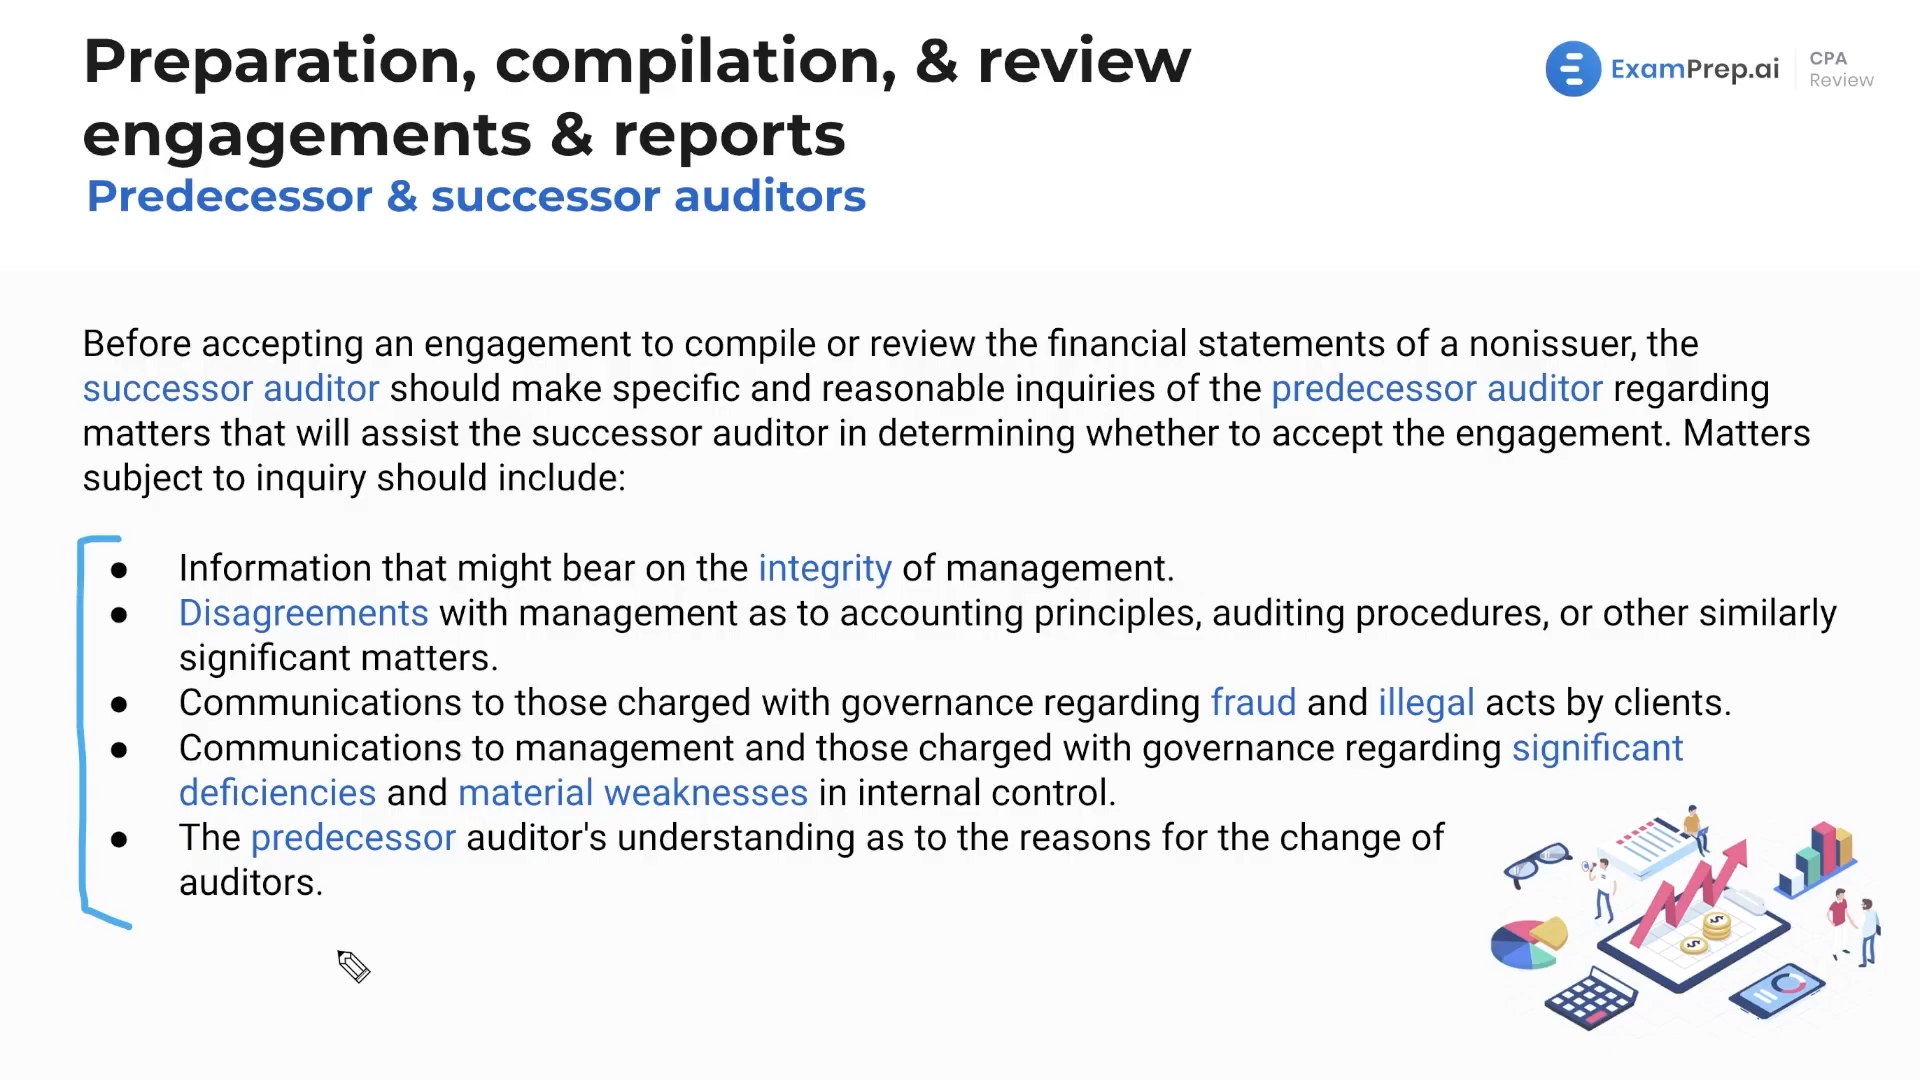 Preparation, compilation, & review
engagements & reports
Predecessor & successor auditors
ExamPrep.ai
CPA
Review
Before accepting an engagement to compile or review the financial statements of a nonissuer, the
successor auditor should make specific and reasonable inquiries of the predecessor auditor regarding
matters that will assist the successor auditor in determining whether to accept the engagement. Matters
subject to inquiry should include:
● Information that might bear on the integrity of management.
● Disagreements with management as to accounting principles, auditing procedures, or other similarly
significant matters.
● Communications to those charged with governance regarding fraud and illegal acts by clients.
● Communications to management and those charged with governance regarding significant
deficiencies and material weaknesses in internal control.
● The predecessor auditor's understanding as to the reasons for the change of
auditors.